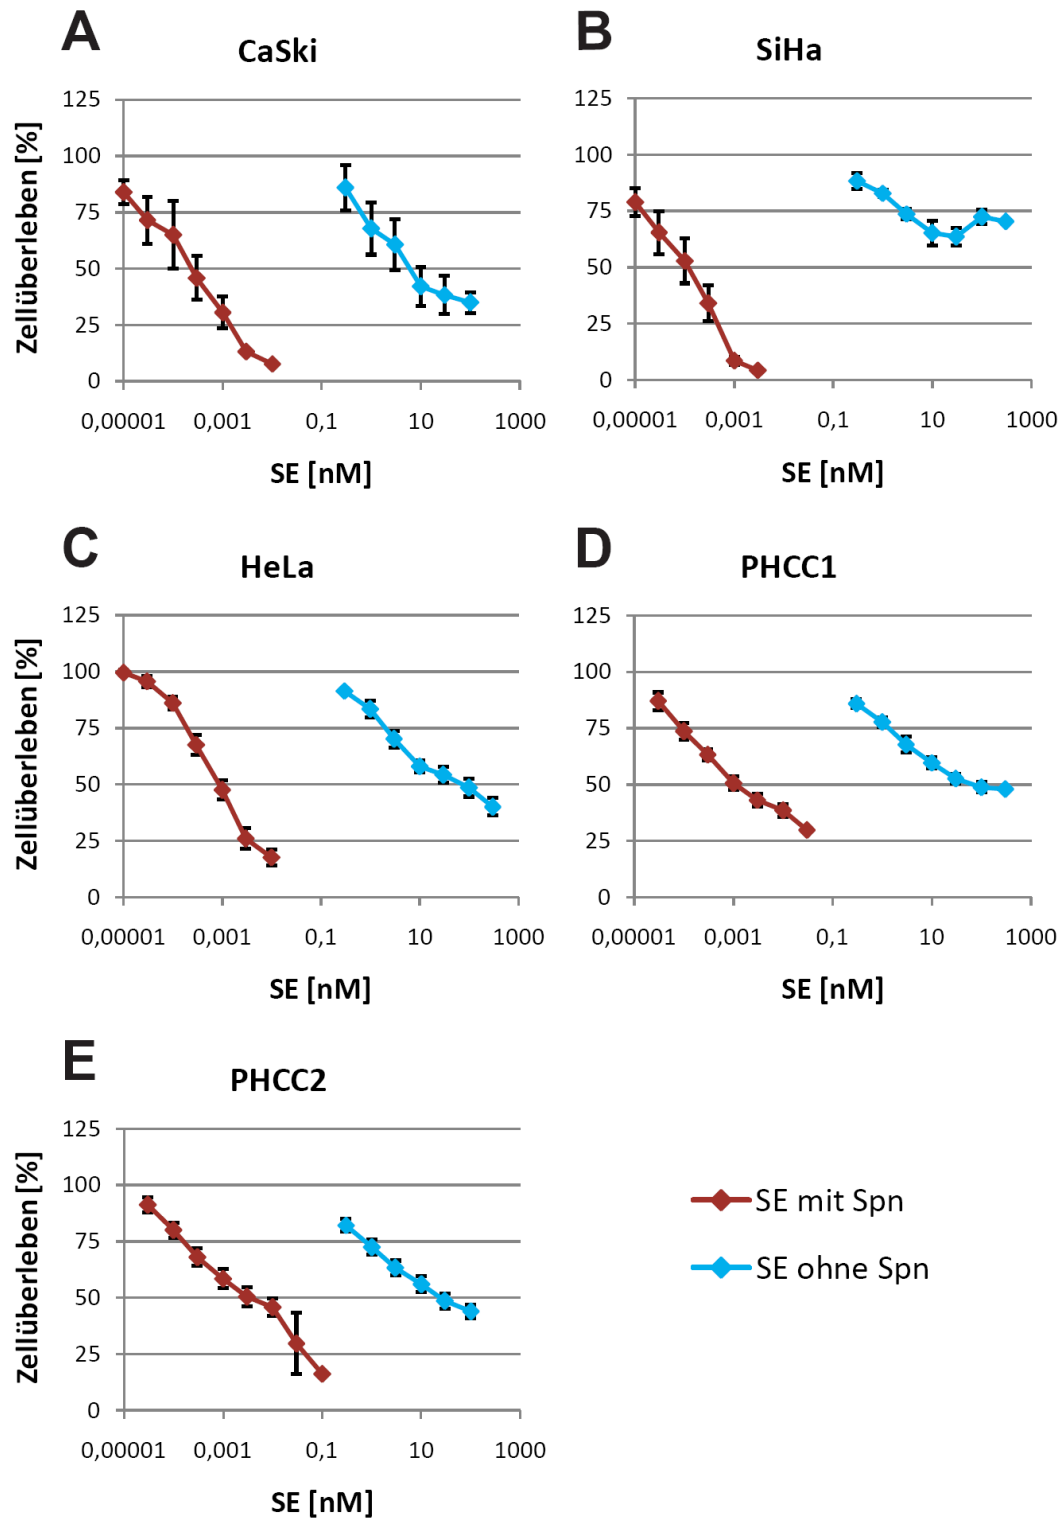 A
CaSki
Zellüberleben [%]
125
100
75
50
25
0
0,00001 0,001 0,1 10 1000
SE [nM]
B
SiHa
125
100
75
50
25
0
0,00001 0,001 0,1 10 1000
SE [nM]
C
HeLa
Zellüberleben [%]
125
100
75
50
25
0
0,00001 0,001 0,1 10 1000
SE [nM]
D
PHCC1
125
100
75
50
25
0
0,00001 0,001 0,1 10 1000
SE [nM]
E
PHCC2
Zellüberleben [%]
125
100
75
50
25
0
0,00001 0,001 0,1 10 1000
SE [nM]
SE mit Spn
SE ohne Spn